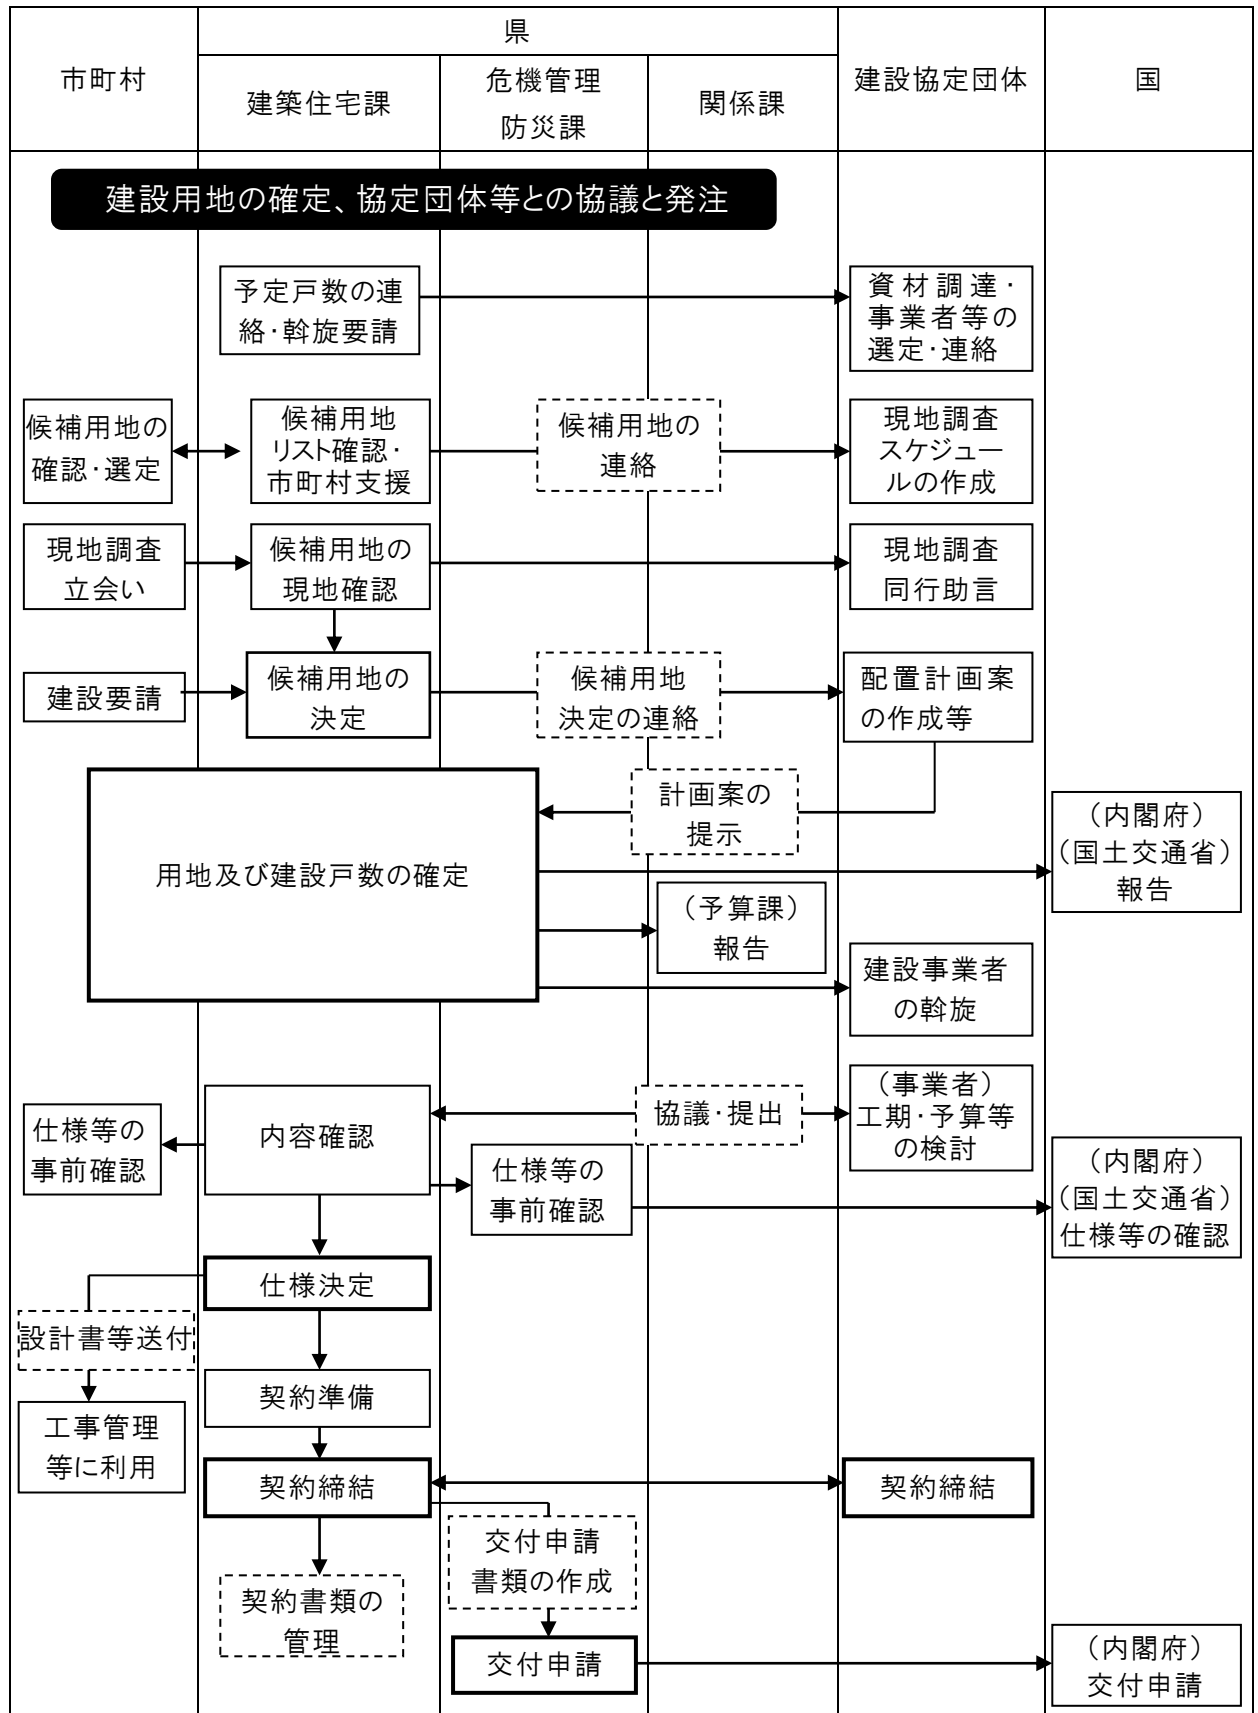 県
市町村
建築住宅課
危機管理
防災課
関係課
建設協定団体
国
建設用地の確定、協定団体等との協議と発注
予定戸数の連
絡・斡旋要請
資材調達・
事業者等の
選定・連絡
候補用地の
確認・選定
候補用地
リスト確認・
市町村支援
候補用地の
連絡
現地調査
スケジュー
ルの作成
現地調査
立会い
候補用地の
現地確認
現地調査
同行助言
建設要請
候補用地の
決定
候補用地
決定の連絡
配置計画案
の作成等
計画案の
提示
用地及び建設戸数の確定
（内閣府）
（国土交通省）
報告
（予算課）
報告
建設事業者
の斡旋
仕様等の
事前確認
内容確認
協議・提出
（事業者）
工期・予算等
の検討
仕様等の
事前確認
（内閣府）
（国土交通省）
仕様等の確認
仕様決定
設計書等送付
契約準備
工事管理
等に利用
契約締結
契約締結
交付申請
書類の作成
契約書類の
管理
交付申請
（内閣府）
交付申請